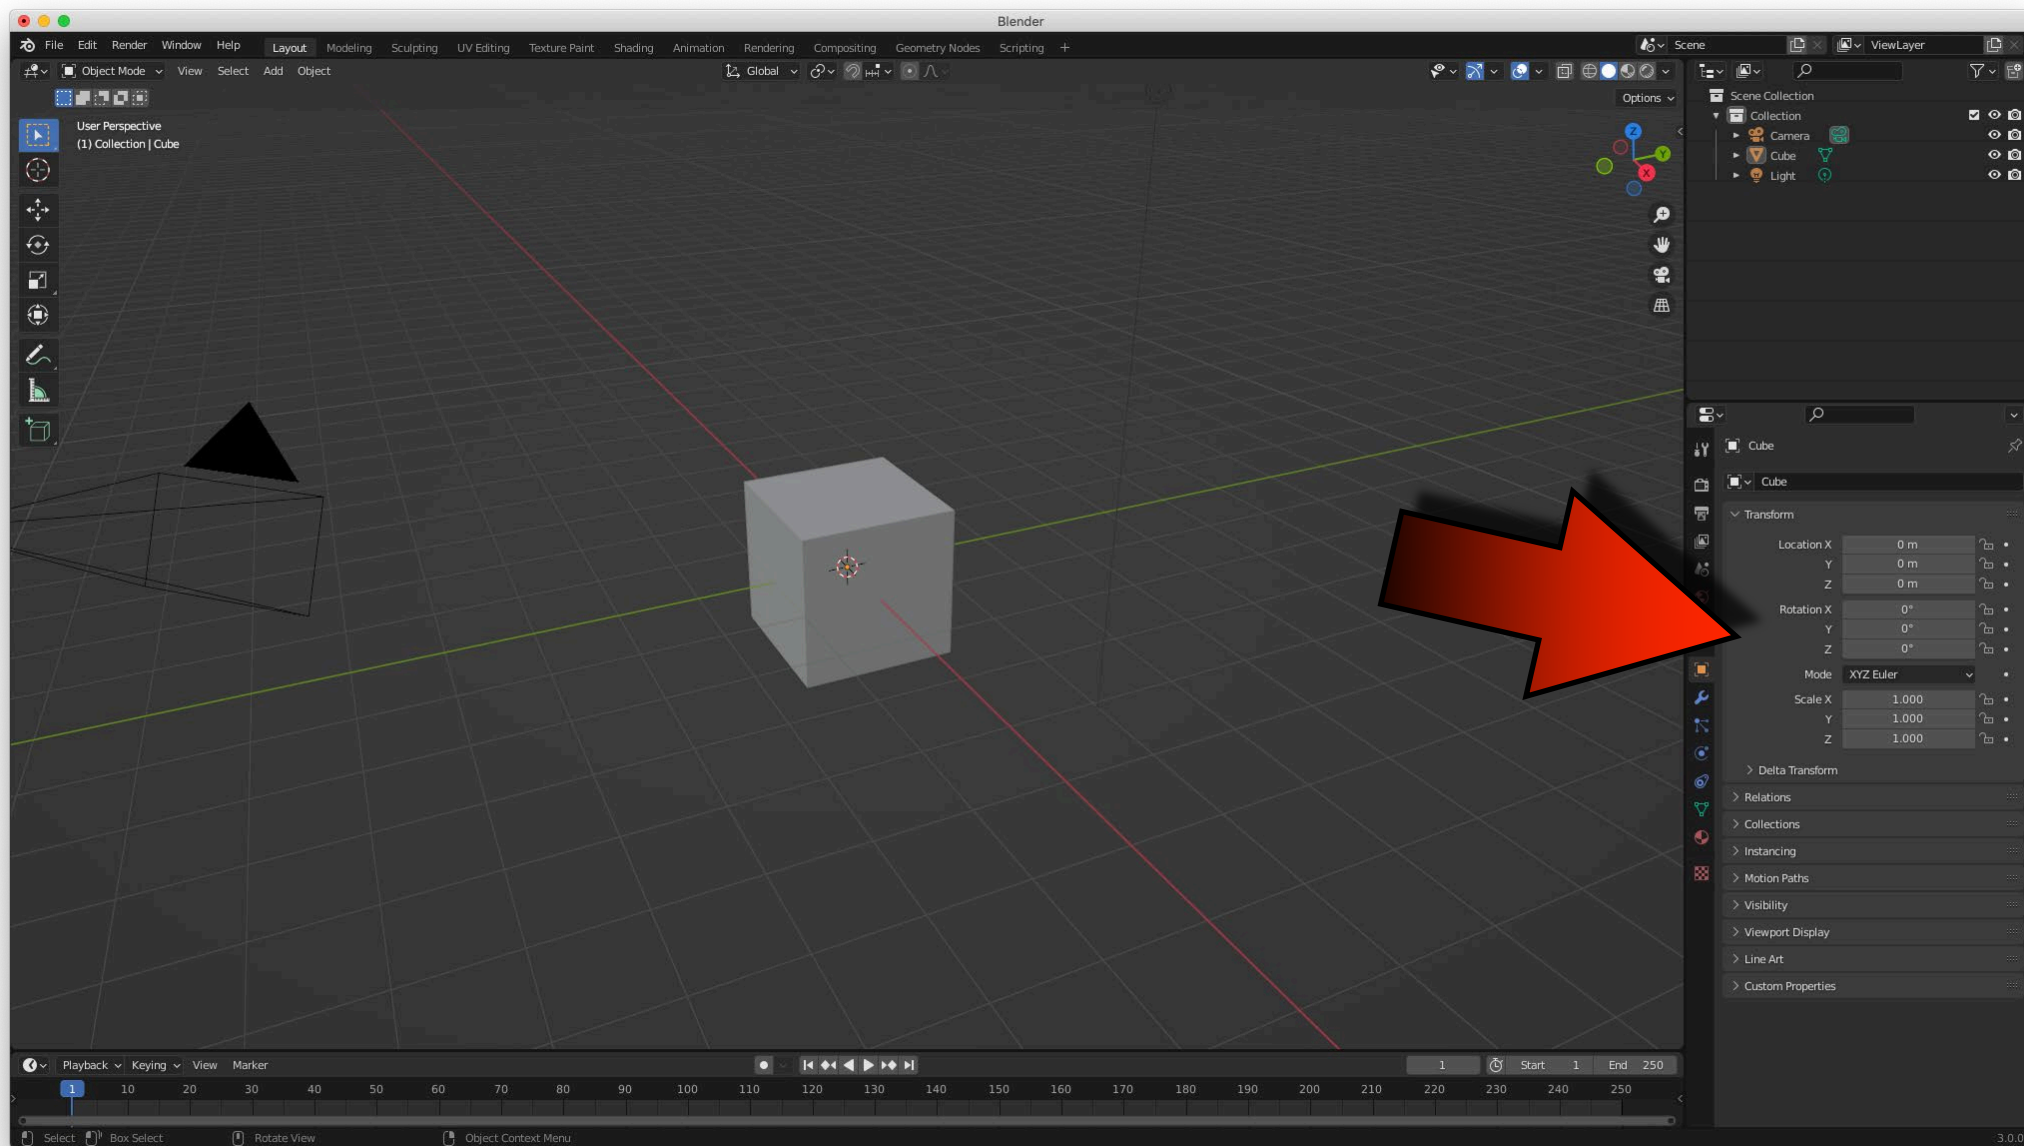 Blender
File Edit Render Window Help Layout Modeling Sculpting UV Editing Texture Paint Shading Animation Rendering Compositing Geometry Nodes Scripting + Scene ViewLayer
Object Mode View Select Add Object Global
Options
User Perspective
(1) Collection | Cube
Z
Y
X
Scene Collection
Collection
Camera
Cube
Light
Cube
Cube
Transform
Location X 0 m
Y 0 m
Z 0 m
Rotation X 0°
Y 0°
Z 0°
Mode XYZ Euler
Scale X 1.000
Y 1.000
Z 1.000
Delta Transform
Relations
Collections
Instancing
Motion Paths
Visibility
Viewport Display
Line Art
Custom Properties
Playback Keying View Marker 1 Start 1 End 250
1 10 20 30 40 50 60 70 80 90 100 110 120 130 140 150 160 170 180 190 200 210 220 230 240 250
Select Box Select Rotate View Object Context Menu 3.0.0